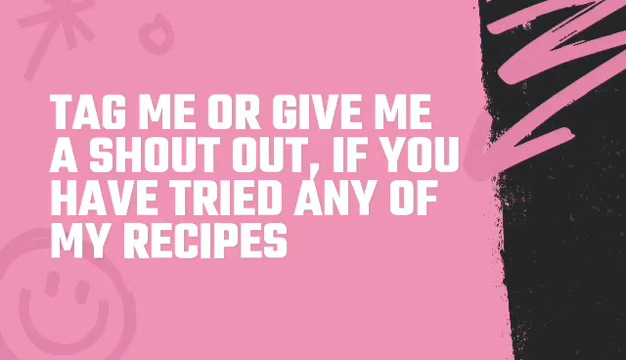 TAG ME OR GIVE ME
A SHOUT OUT, IF YOU
HAVE TRIED ANY OF
MY RECIPES